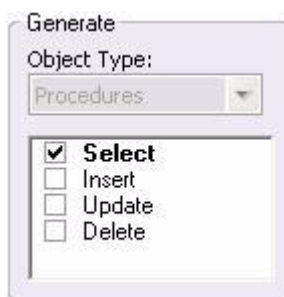 Generate
Object Type:
Procedures
Select
Insert
Update
Delete